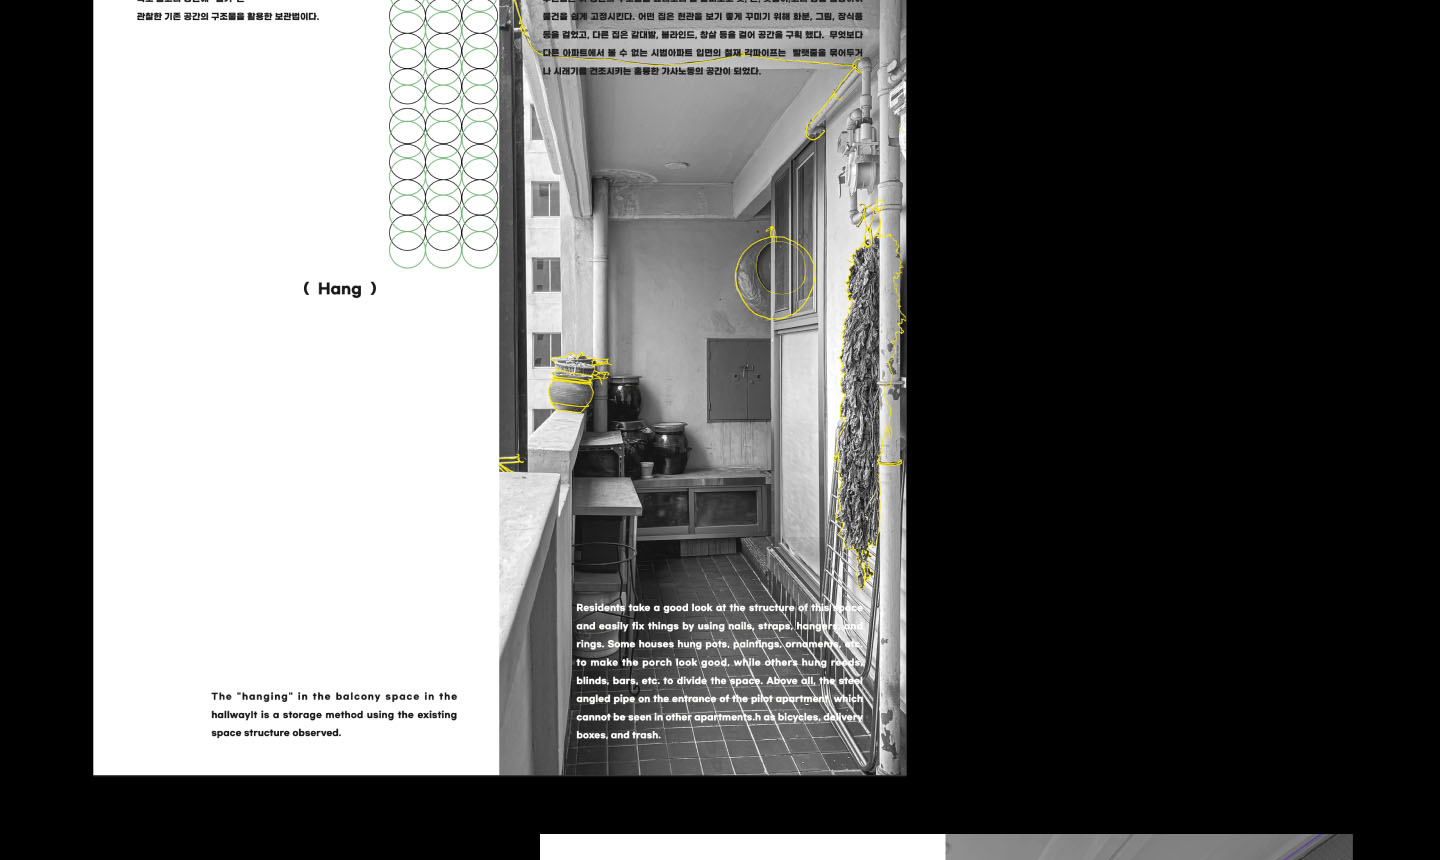 관찰한 기존 공간의 구조물을 활용한 보관법이다.
물건을 쉽게 고정시킨다. 어떤 집은 현관을 보기 좋게 꾸미기 위해 화분, 그림, 장식품
등을 걸었고, 다른 집은 갈대발, 블라인드, 창살 등을 걸어 공간을 구획 했다. 무엇보다
다른 아파트에서 볼 수 없는 시범아파트 입면의 철재 각파이프는 빨랫줄을 묶어두거
나 시래기를 건조시키는 훌륭한 가사노동의 공간이 되었다.
( Hang )
Residents take a good look at the structure of this space
and easily fix things by using nails, straps, hangers, and
rings. Some houses hung pots, paintings, ornaments, etc.
to make the porch look good, while others hung reeds,
blinds, bars, etc. to divide the space. Above all, the steel
angled pipe on the entrance of the pilot apartment, which
cannot be seen in other apartments.h as bicycles, delivery
boxes, and trash.
The "hanging" in the balcony space in the
hallwayIt is a storage method using the existing
space structure observed.